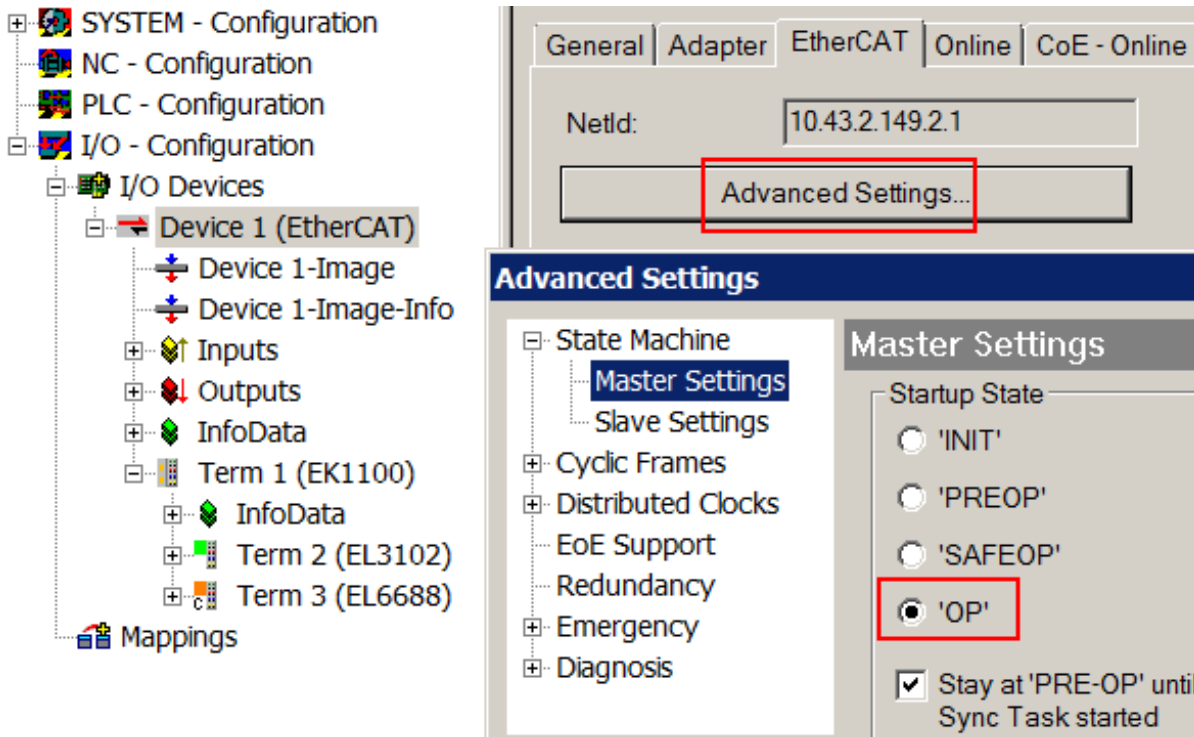 SYSTEM - Configuration
NC - Configuration
PLC - Configuration
I/O - Configuration
I/O Devices
Device 1 (EtherCAT)
Device 1-Image
Device 1-Image-Info
Inputs
Outputs
InfoData
Term 1 (EK1100)
InfoData
Term 2 (EL3102)
c
Term 3 (EL6688)
Mappings
General Adapter EtherCAT Online CoE - Online
NetId: 10.43.2.149.2.1
Advanced Settings...
Advanced Settings
State Machine
Master Settings
Slave Settings
Cyclic Frames
Distributed Clocks
EoE Support
Redundancy
Emergency
Diagnosis
Master Settings
Startup State
'INIT'
'PREOP'
'SAFEOP'
'OP'
Stay at 'PRE-OP' until
Sync Task started